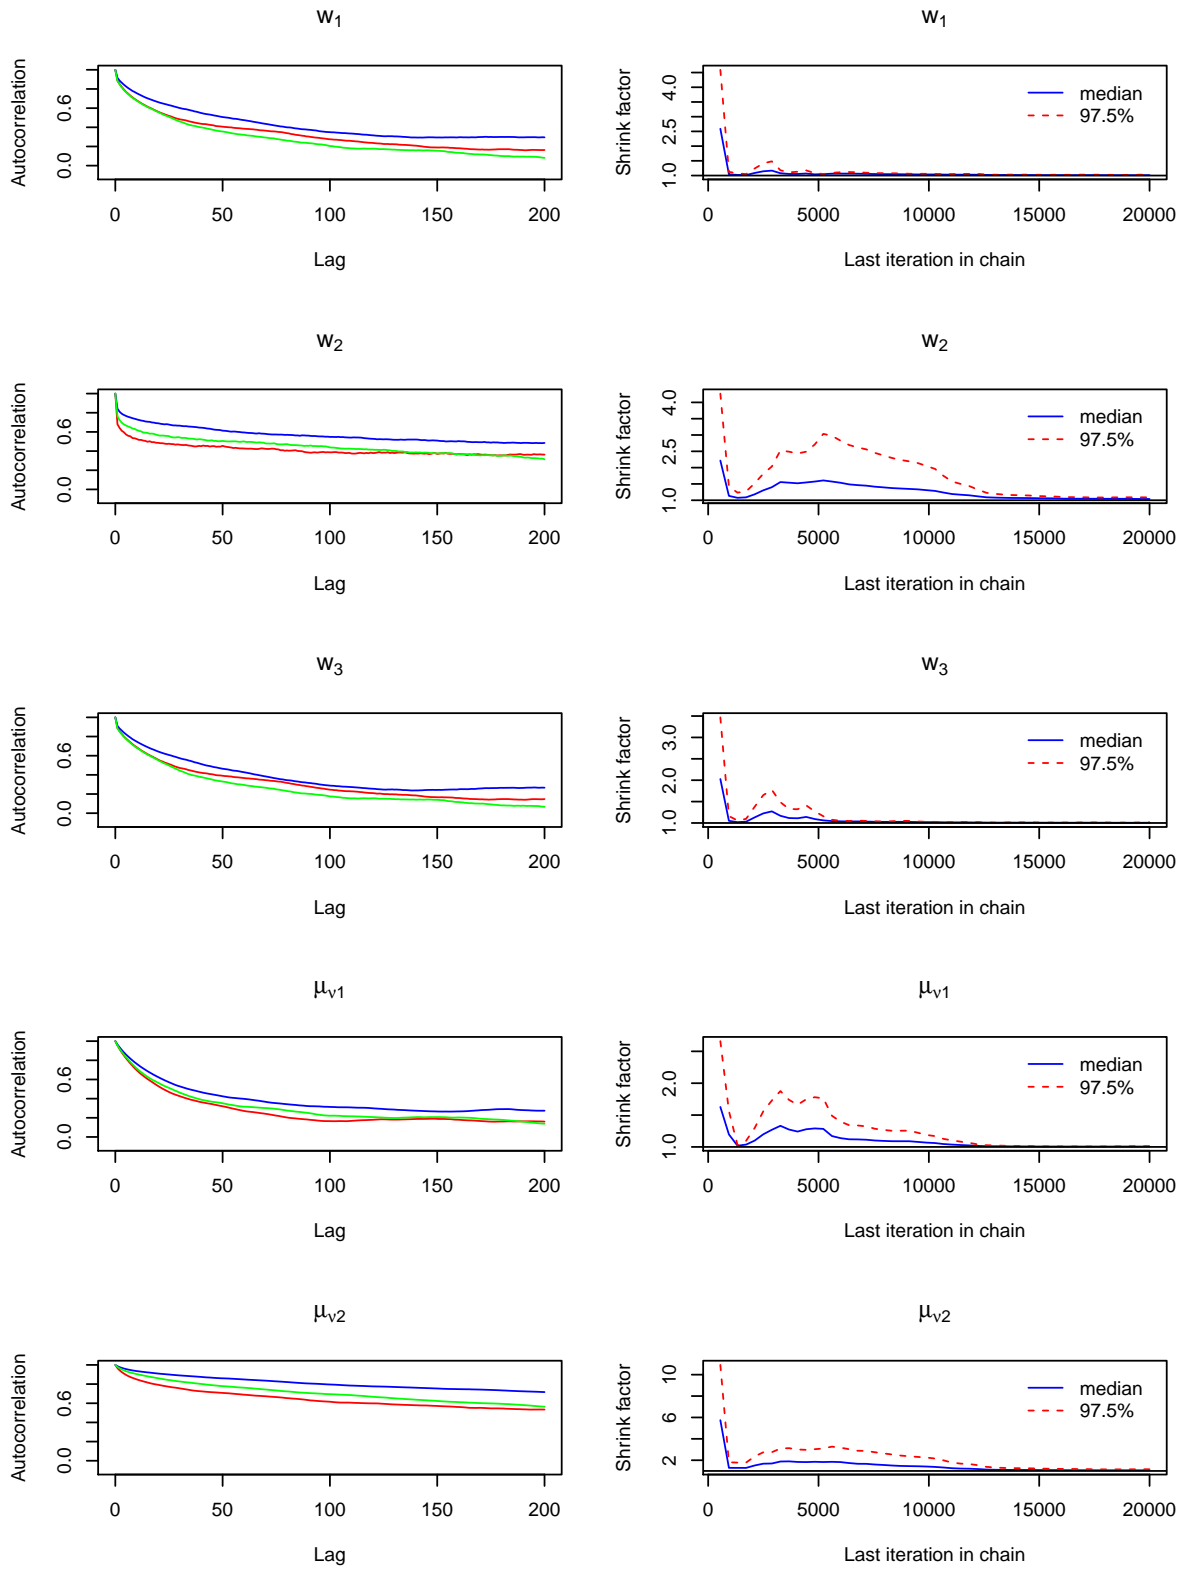 w1
w1
Autocorrelation
0.0 0.6
0 50 100 150 200
Lag
Shrink factor
1.0 2.5 4.0
median
97.5%
0 5000 10000 15000 20000
Last iteration in chain
w2
w2
Autocorrelation
0.0 0.6
0 50 100 150 200
Lag
Shrink factor
1.0 2.5 4.0
median
97.5%
0 5000 10000 15000 20000
Last iteration in chain
w3
w3
Autocorrelation
0.0 0.6
0 50 100 150 200
Lag
Shrink factor
1.0 2.0 3.0
median
97.5%
0 5000 10000 15000 20000
Last iteration in chain
μν1
μν1
Autocorrelation
0.0 0.6
0 50 100 150 200
Lag
Shrink factor
1.0 2.0
median
97.5%
0 5000 10000 15000 20000
Last iteration in chain
μν2
μν2
Autocorrelation
0.0 0.6
0 50 100 150 200
Lag
Shrink factor
2 6 10
median
97.5%
0 5000 10000 15000 20000
Last iteration in chain